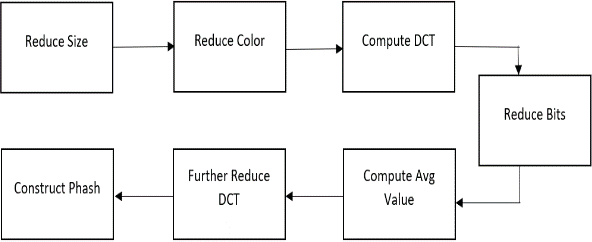 Reduce Size
Reduce Color
Compute DCT
Reduce Bits
Compute Avg
Value
Further Reduce
DCT
Construct Phash